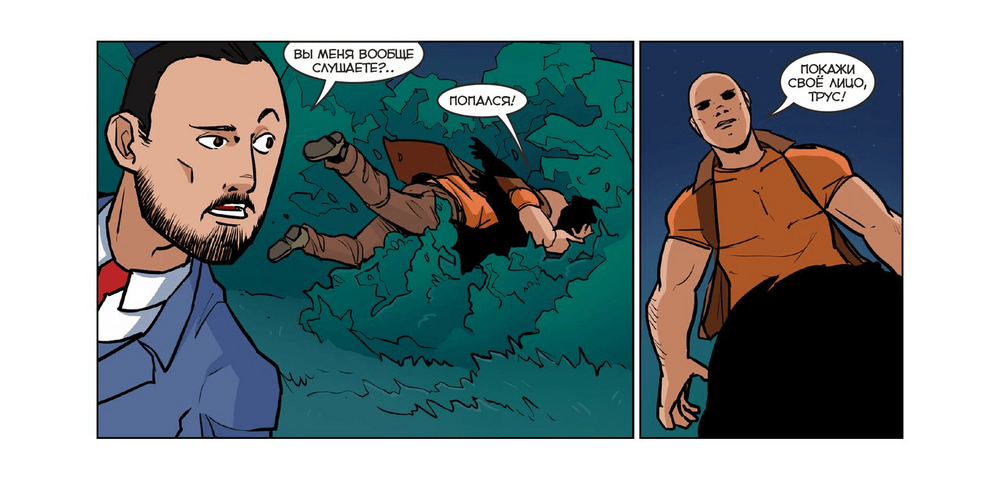 ВЫ МЕНЯ ВООБЩЕ
СЛУШАЕТЕ?..
ПОПАЛСЯ!
ПОКАЖИ
СВОЁ ЛИЦО,
ТРУС!